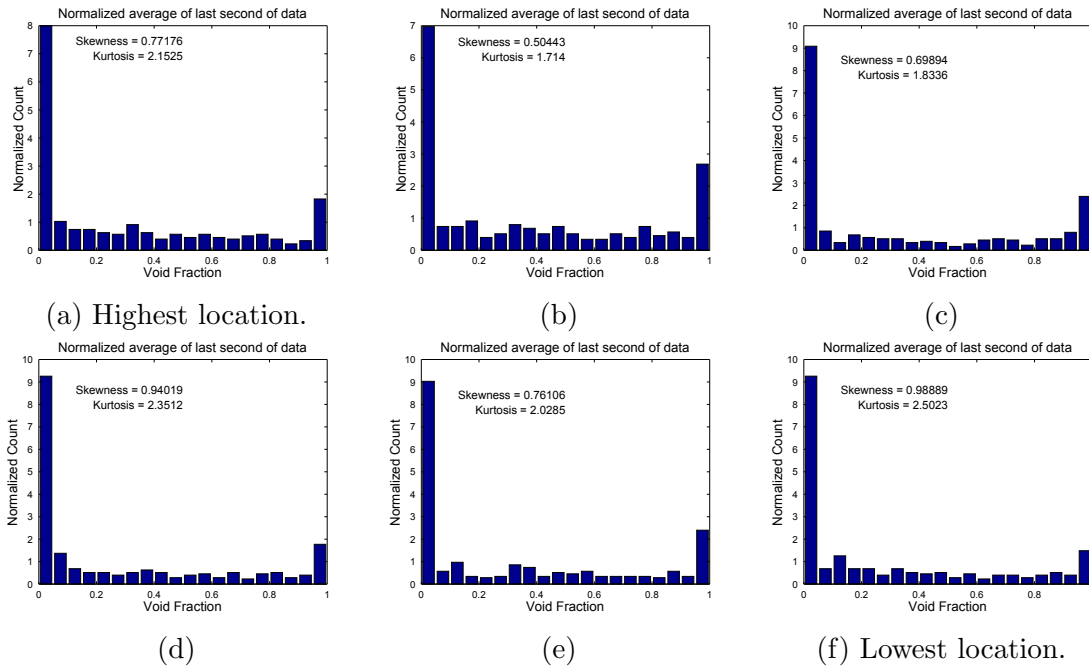 Normalized average of last second of data
Skewness = 0.77176
Kurtosis = 2.1525
Normalized Count
8
7
6
5
4
3
2
1
0
0 0.2 0.4 0.6 0.8 1
Void Fraction
(a) Highest location.
Normalized average of last second of data
Skewness = 0.50443
Kurtosis = 1.714
Normalized Count
7
6
5
4
3
2
1
0
0 0.2 0.4 0.6 0.8 1
Void Fraction
(b)
Normalized average of last second of data
Skewness = 0.69894
Kurtosis = 1.8336
Normalized Count
10
9
8
7
6
5
4
3
2
1
0
0 0.2 0.4 0.6 0.8
Void Fraction
(c)
Normalized average of last second of data
Skewness = 0.94019
Kurtosis = 2.3512
Normalized Count
10
9
8
7
6
5
4
3
2
1
0
0 0.2 0.4 0.6 0.8 1
Void Fraction
(d)
Normalized average of last second of data
Skewness = 0.76106
Kurtosis = 2.0285
Normalized Count
10
9
8
7
6
5
4
3
2
1
0
0 0.2 0.4 0.6 0.8 1
Void Fraction
(e)
Normalized average of last second of data
Skewness = 0.98889
Kurtosis = 2.5023
Normalized Count
10
9
8
7
6
5
4
3
2
1
0
0 0.2 0.4 0.6 0.8
Void Fraction
(f) Lowest location.